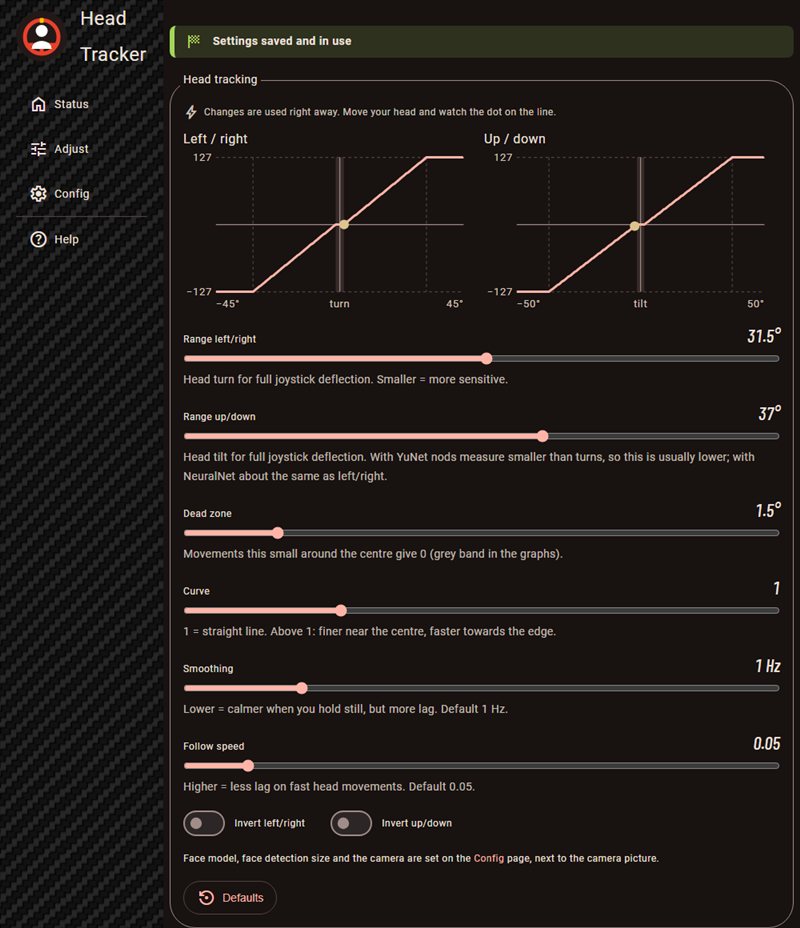 Head
Tracker
Status
Adjust
Config
Help
Settings saved and in use
Head tracking
Changes are used right away. Move your head and watch the dot on the line.
Left / right
127
−127
−45°
turn
45°
Up / down
127
−127
−50°
tilt
50°
Range left/right
31.5°
Head turn for full joystick deflection. Smaller = more sensitive.
Range up/down
37°
Head tilt for full joystick deflection. With YuNet nods measure smaller than turns, so this is usually lower; with
NeuralNet about the same as left/right.
Dead zone
1.5°
Movements this small around the centre give 0 (grey band in the graphs).
Curve
1
1 = straight line. Above 1: finer near the centre, faster towards the edge.
Smoothing
1 Hz
Lower = calmer when you hold still, but more lag. Default 1 Hz.
Follow speed
0.05
Higher = less lag on fast head movements. Default 0.05.
Invert left/right
Invert up/down
Face model, face detection size and the camera are set on the Config page, next to the camera picture.
Defaults